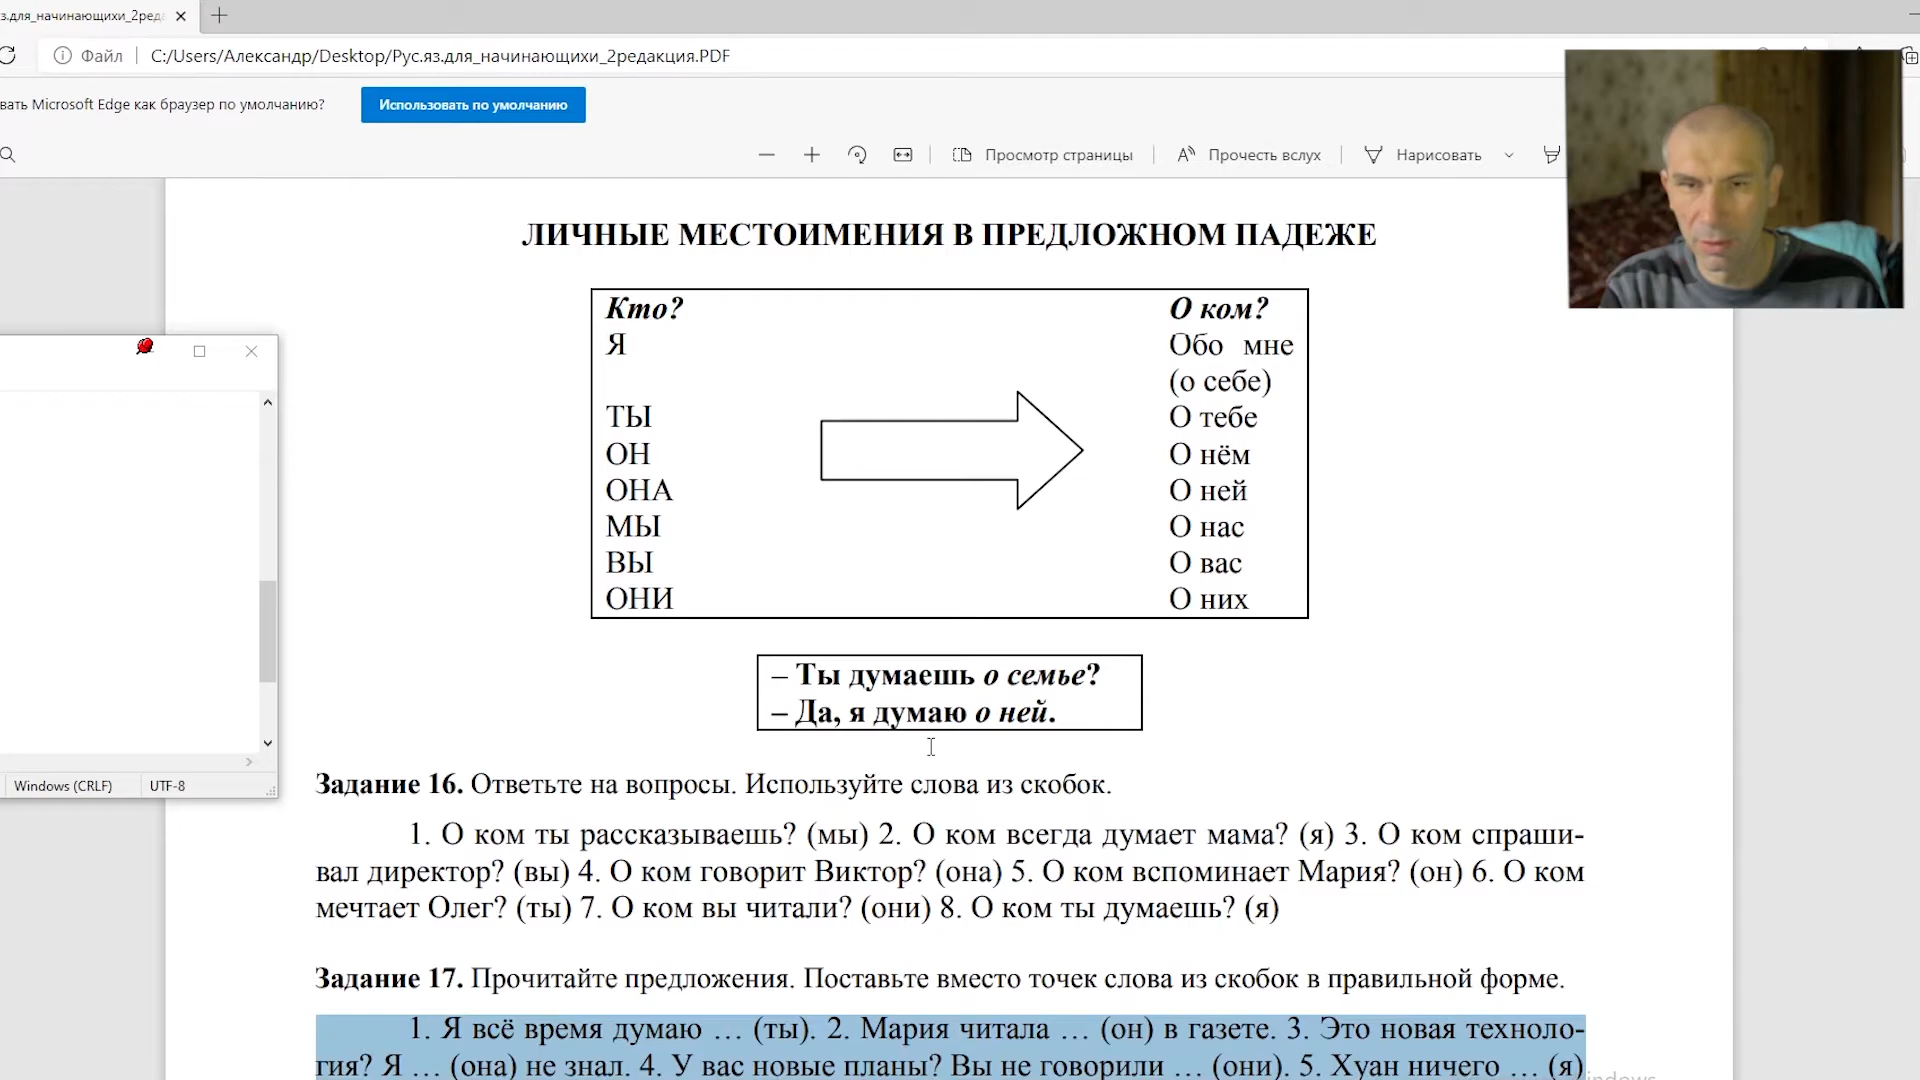 з.для_начинающихи_2реда
Файл
C:/Users/Александр/Desktop/Рус.яз.для_начинающихи_2редакция.PDF
вать Microsoft Edge как браузер по умолчанию?
Использовать по умолчанию
Просмотр страницы
Прочесть вслух
Нарисовать
ЛИЧНЫЕ МЕСТОИМЕНИЯ В ПРЕДЛОЖНОМ ПАДЕЖЕ
Кто? О ком?
Я Обо мне
(о себе)
ТЫ О тебе
ОН О нём
ОНА О ней
МЫ О нас
ВЫ О вас
ОНИ О них
– Ты думаешь о семье?
– Да, я думаю о ней.
Windows (CRLF) UTF-8
Задание 16. Ответьте на вопросы. Используйте слова из скобок.
1. О ком ты рассказываешь? (мы) 2. О ком всегда думает мама? (я) 3. О ком спраши-
вал директор? (вы) 4. О ком говорит Виктор? (она) 5. О ком вспоминает Мария? (он) 6. О ком
мечтает Олег? (ты) 7. О ком вы читали? (они) 8. О ком ты думаешь? (я)
Задание 17. Прочитайте предложения. Поставьте вместо точек слова из скобок в правильной форме.
1. Я всё время думаю … (ты). 2. Мария читала … (он) в газете. 3. Это новая техноло-
гия? Я … (она) не знал. 4. У вас новые планы? Вы не говорили … (они). 5. Хуан ничего … (я)